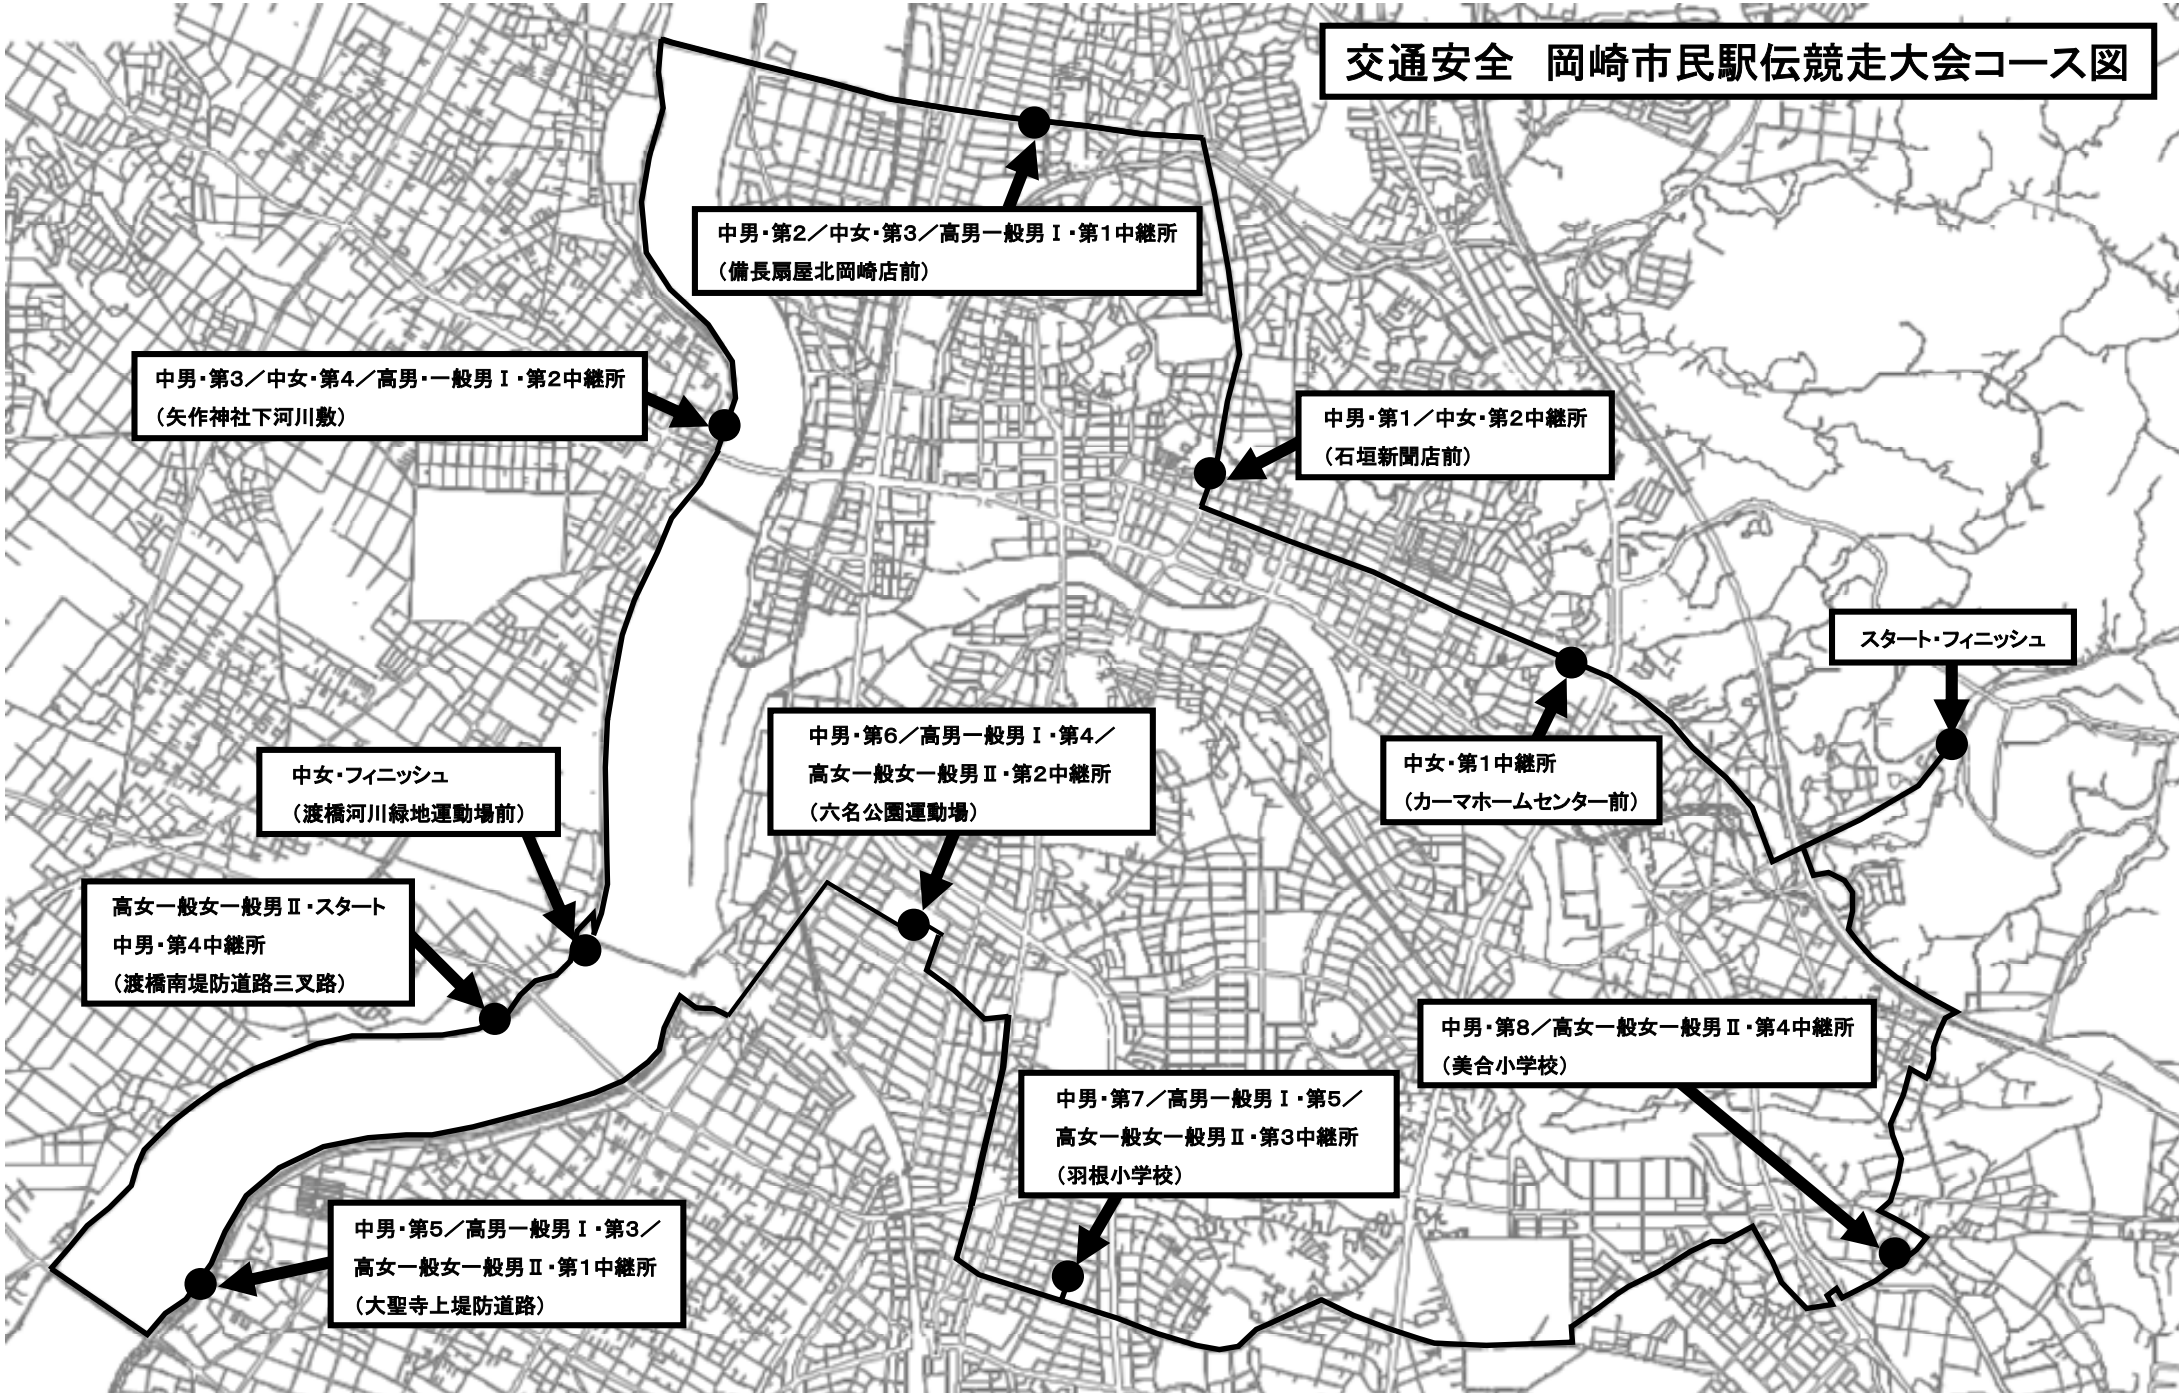 交通安全　岡崎市民駅伝競走大会コース図
中男・第2／中女・第3／高男一般男Ⅰ・第1中継所
（備長扇屋北岡崎店前）
中男・第3／中女・第4／高男・一般男Ⅰ・第2中継所
（矢作神社下河川敷）
中男・第1／中女・第2中継所
（石垣新聞店前）
スタート・フィニッシュ
中男・第6／高男一般男Ⅰ・第4／
高女一般女一般男Ⅱ・第2中継所
（六名公園運動場）
中女・第1中継所
（カーマホームセンター前）
中女・フィニッシュ
（渡橋河川緑地運動場前）
高女一般女一般男Ⅱ・スタート
中男・第4中継所
（渡橋南堤防道路三叉路）
中男・第8／高女一般女一般男Ⅱ・第4中継所
（美合小学校）
中男・第7／高男一般男Ⅰ・第5／
高女一般女一般男Ⅱ・第3中継所
（羽根小学校）
中男・第5／高男一般男Ⅰ・第3／
高女一般女一般男Ⅱ・第1中継所
（大聖寺上堤防道路）